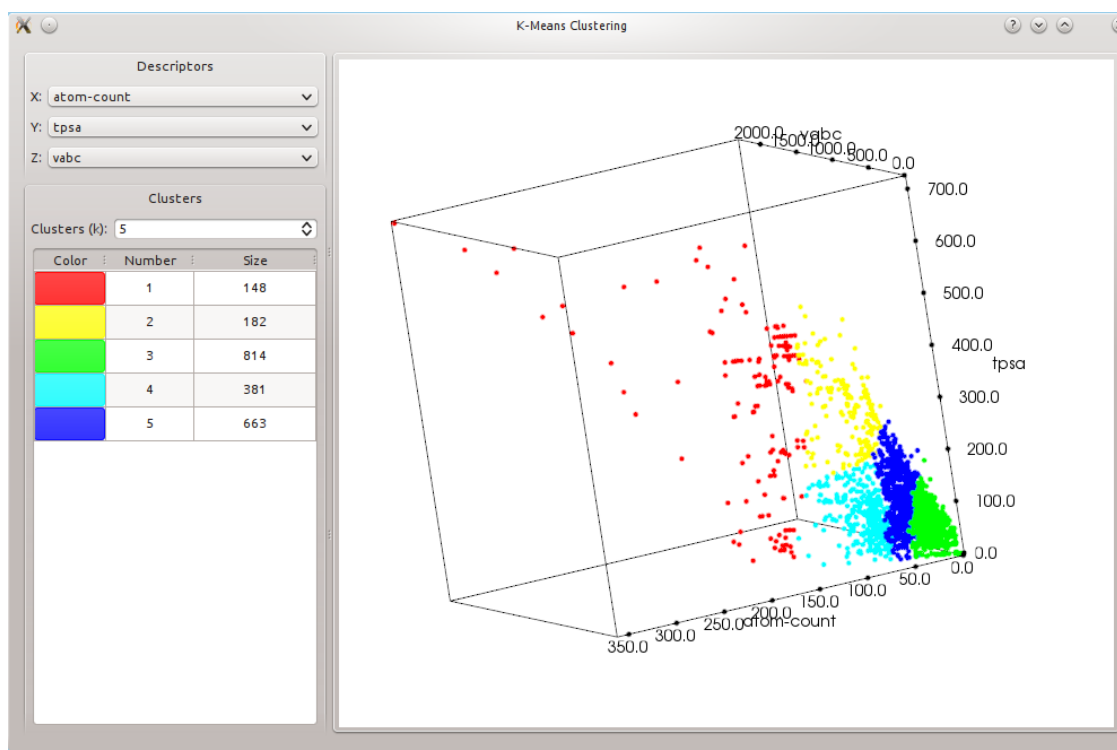 K-Means Clustering
?
Descriptors
X: atom-count
Y: tpsa
Z: vabc
Clusters
Clusters (k): 5
Color Number Size
1 148
2 182
3 814
4 381
5 663
2000.0 1500.0 1000.0 500.0 0.0
vabc
700.0
600.0
500.0
400.0
tpsa
300.0
200.0
100.0
0.0
350.0 300.0 250.0 200.0 150.0 100.0 50.0 0.0
atom-count